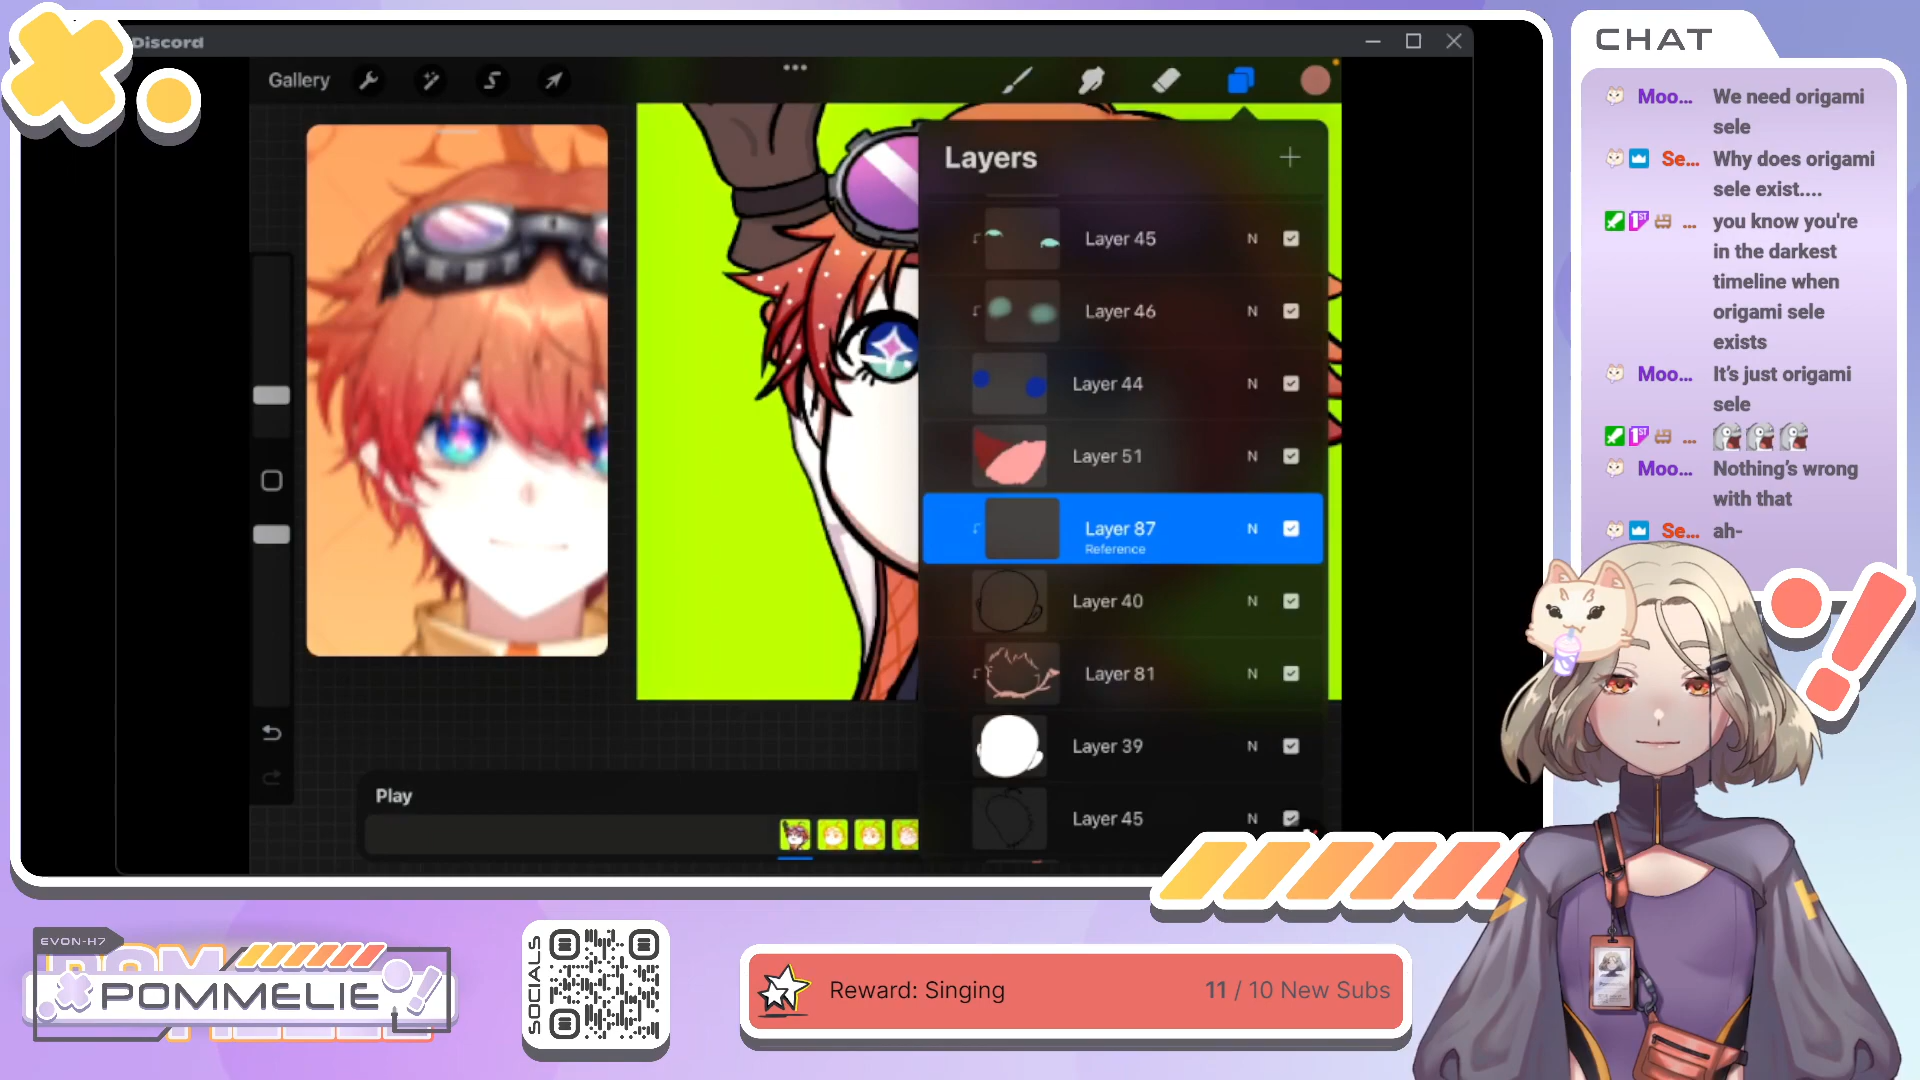 Discord
Gallery
Layers
Layer 45 N
Layer 46 N
Layer 44 N
Layer 51 N
Layer 87 N
Reference
Layer 40 N
Layer 81 N
Layer 39 N
Layer 45 N
Play
CHAT
Moo... We need origami
sele
Se... Why does origami
sele exist....
1ST ... you know you're
in the darkest
timeline when
origami sele
exists
Moo... It's just origami
sele
1ST ...
Moo... Nothing's wrong
with that
Se... ah-
EVON-H7
POMMELIE
SOCIALS
Reward: Singing
11 / 10 New Subs